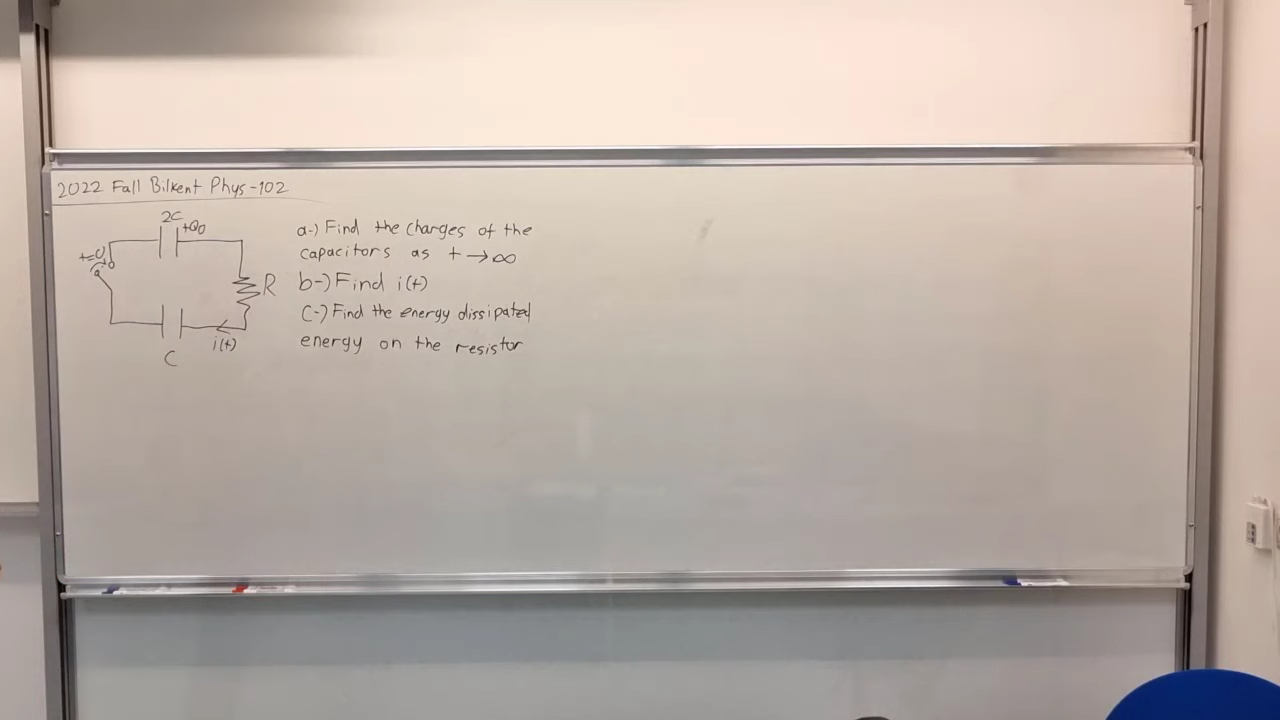 2022 Fall Bilkent Phys-102
2C
+Q0
t=0
R
i(t)
C
a-) Find the charges of the
capacitors as t → ∞
b-) Find i(t)
C-) Find the energy dissipated
energy on the resistor